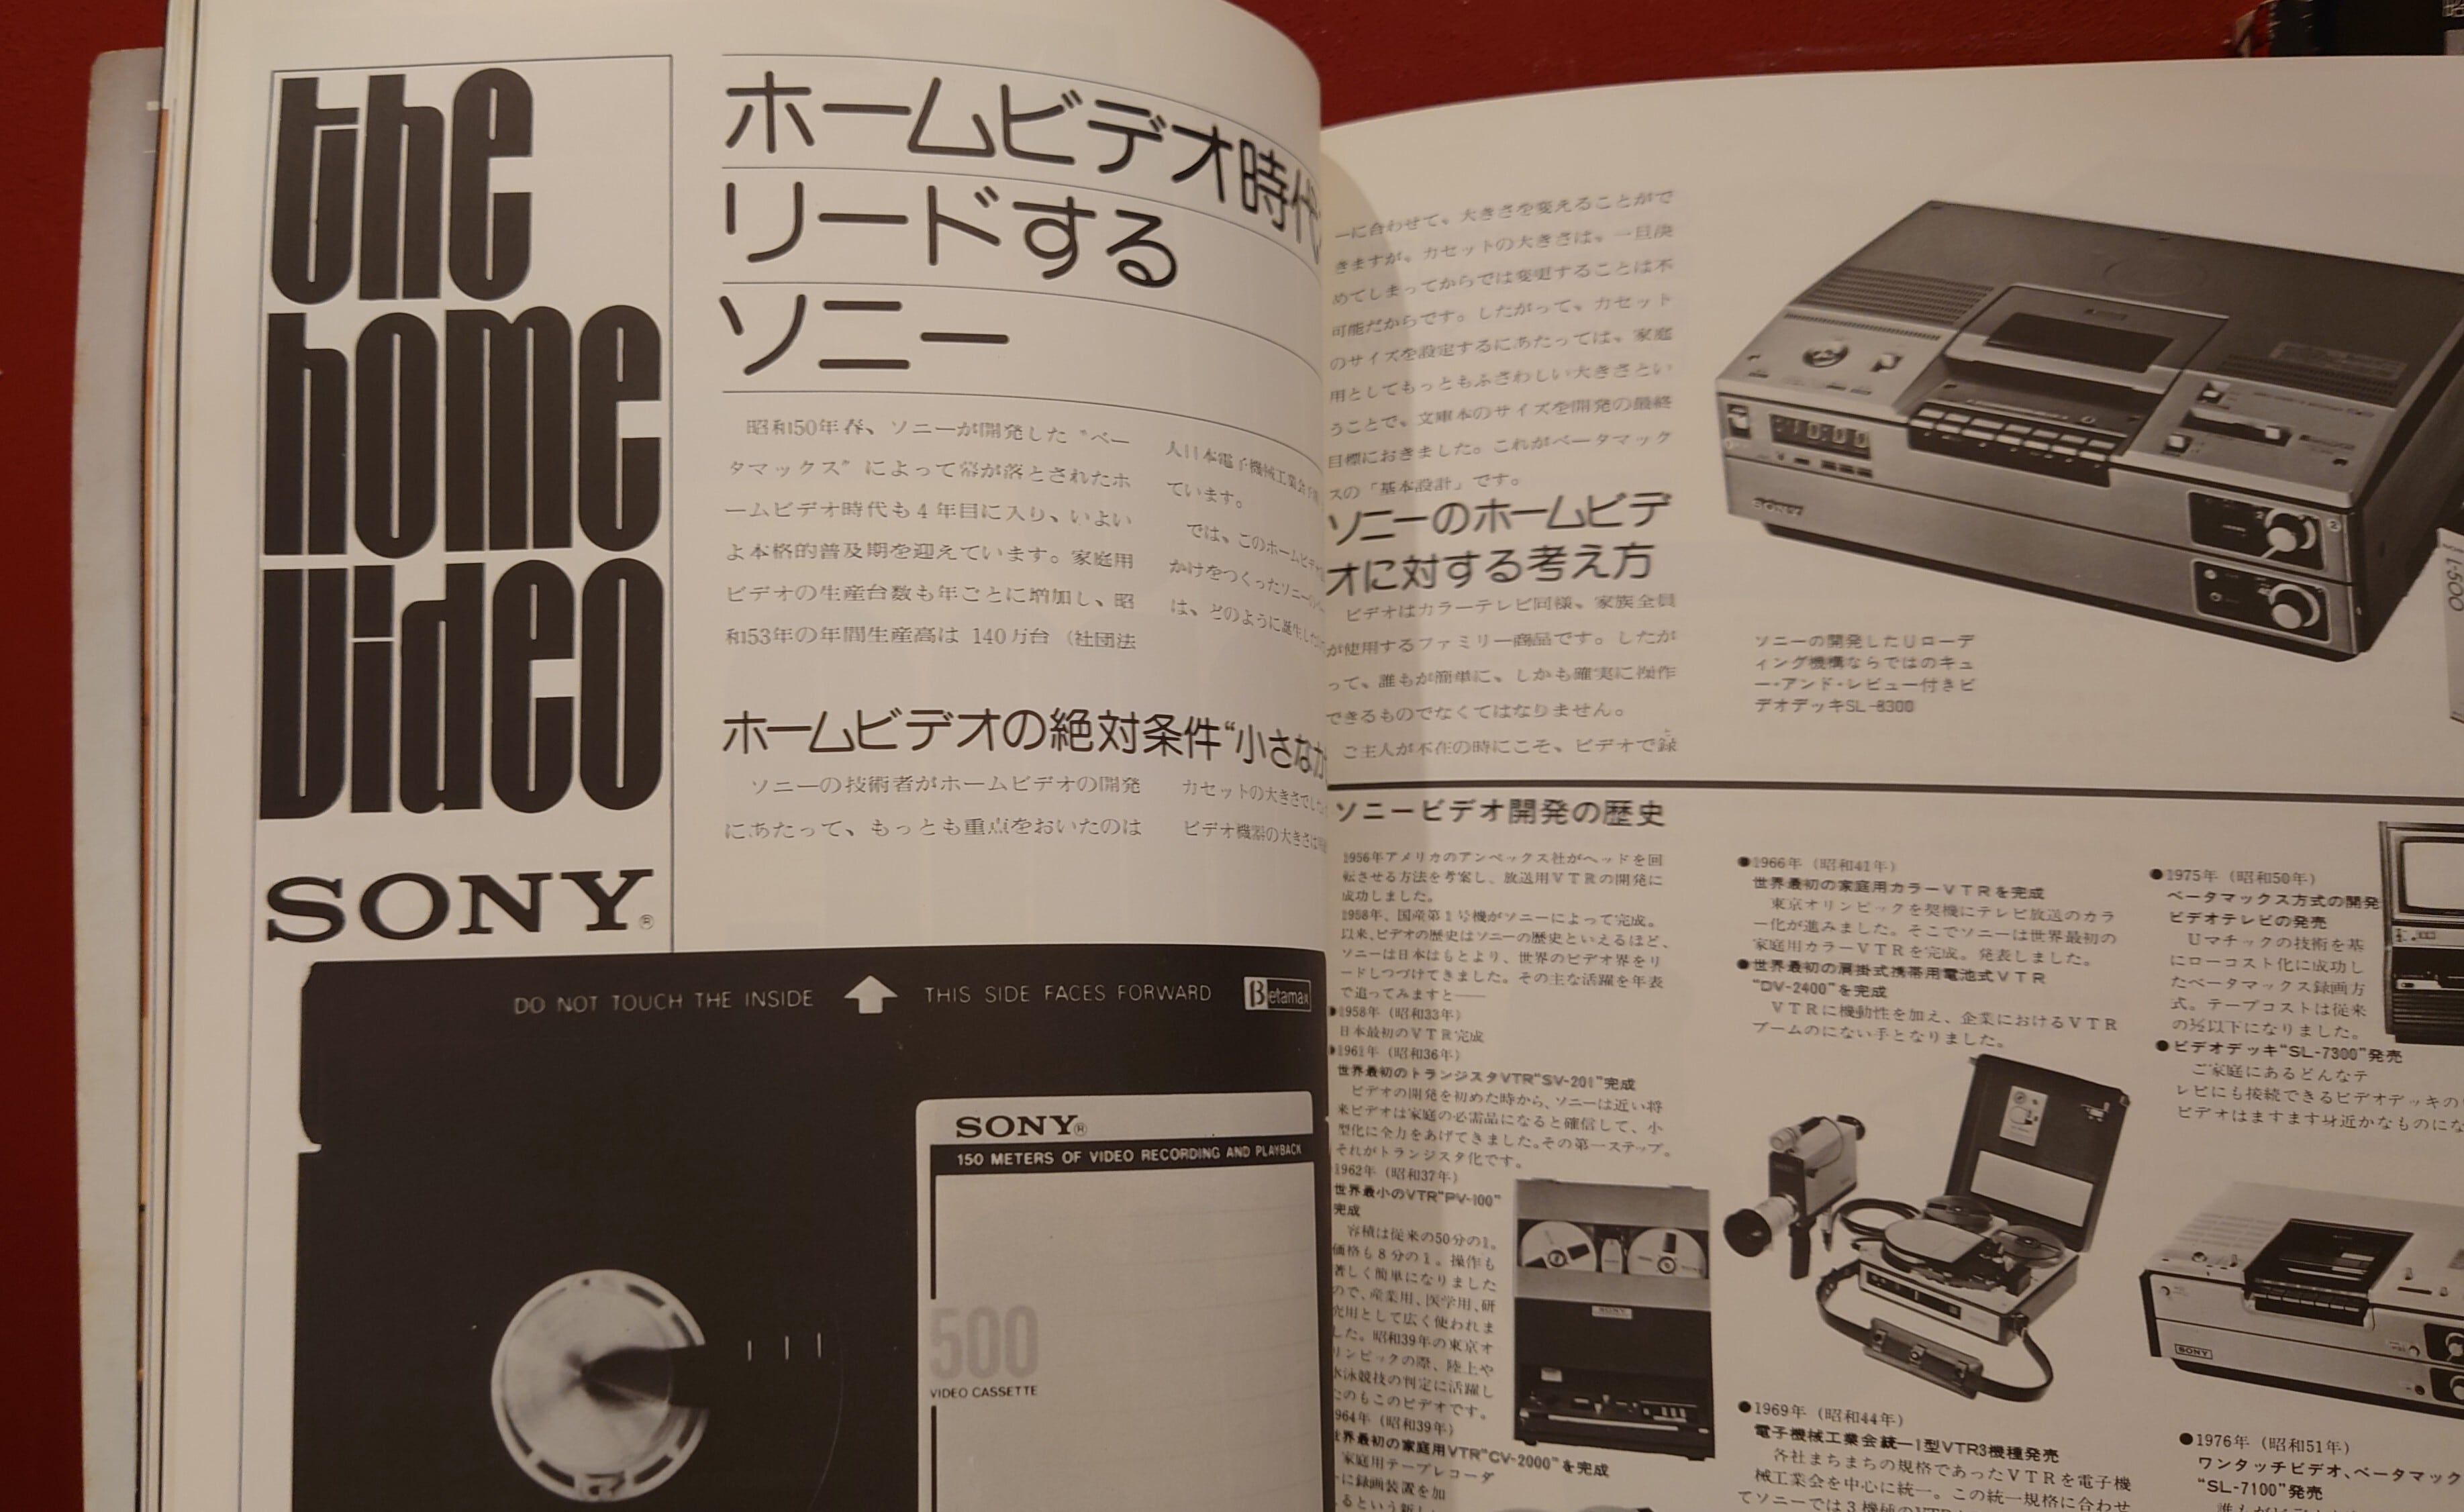 the
home
video
SONY®
ホームビデオ時代
リードする
ソニー
昭和50年春、ソニーが開発した"ベー
タマックス"によって幕が落とされたホ
ームビデオ時代も4年目に入り、いよい
よ本格的普及期を迎えています。家庭用
ビデオの生産台数も年ごとに増加し、昭
和53年の年間生産高は140万台（社団法
人日本電子機械工業会
ています。
では、このホームビデオ
かけをつくったソニーの
は、どのように誕生した
ホームビデオの絶対条件"小さなカ
ソニーの技術者がホームビデオの開発
にあたって、もっとも重点をおいたのは
カセットの大きさでした
ビデオ機器の大きさは
DO NOT TOUCH THE INSIDE
THIS SIDE FACES FORWARD
Betamax
SONY®
150 METERS OF VIDEO RECORDING AND PLAYBACK
500
VIDEO CASSETTE
ーに合わせて、大きさを変えることがで
きますが、カセットの大きさは、一旦決
めてしまってからでは変更することは不
可能だからです。したがって、カセット
のサイズを設定するにあたっては、家庭
用としてもっともふさわしい大きさとい
うことで、文庫本のサイズを開発の最終
目標におきました。これがベータマック
スの「基本設計」です。
ソニーのホームビデ
オに対する考え方
ビデオはカラーテレビ同様、家族全員
が使用するファミリー商品です。したが
って、誰もが簡単に、しかも確実に操作
できるものでなくてはなりません。
ご主人が不在の時にこそ、ビデオで録
10:00
SONY
L-500
ソニーの開発したUローデ
ィング機構ならではのキュ
ー・アンド・レビュー付きビ
デオデッキSL-8300
ソニービデオ開発の歴史
1956年アメリカのアンペックス社がヘッドを回
転させる方法を考案し、放送用VTRの開発に
成功しました。
1958年、国産第1号機がソニーによって完成。
以来、ビデオの歴史はソニーの歴史といえるほど、
ソニーは日本はもとより、世界のビデオ界をリ
ードしつづけてきました。その主な活躍を年表
で追ってみますと――
●1958年（昭和33年）
日本最初のVTR完成
●1961年（昭和36年）
世界最初のトランジスタVTR"SV-201"完成
ビデオの開発を初めた時から、ソニーは近い将
来ビデオは家庭の必需品になると確信して、小
型化に全力をあげてきました。その第一ステップ。
それがトランジスタ化です。
1962年（昭和37年）
世界最小のVTR"PV-100"
完成
容積は従来の50分の1。
価格も8分の1。操作も
著しく簡単になりました
ので、産業用、医学用、研
究用として広く使われま
した。昭和39年の東京オ
リンピックの際、陸上や
水泳競技の判定に活躍し
たのもこのビデオです。
1964年（昭和39年）
世界最初の家庭用VTR"CV-2000"を完成
家庭用テープレコーダ
ーに録画装置を加
えるという新し
SONY
●1966年（昭和41年）
世界最初の家庭用カラーVTRを完成
東京オリンピックを契機にテレビ放送のカラ
ー化が進みました。そこでソニーは世界最初の
家庭用カラーVTRを完成。発表しました。
●世界最初の肩掛式携帯用電池式VTR
"DV-2400"を完成
VTRに機動性を加え、企業におけるVTR
ブームのにない手となりました。
●1969年（昭和44年）
電子機械工業会統一1型VTR3機種発売
各社まちまちの規格であったVTRを電子機
械工業会を中心に統一。この統一規格に合わせ
てソニーでは3機種のVTR
●1975年（昭和50年）
ベータマックス方式の開発
ビデオテレビの発売
Uマチックの技術を基
にローコスト化に成功し
たベータマックス録画方
式。テープコストは従来
の½以下になりました。
●ビデオデッキ"SL-7300"発売
ご家庭にあるどんなテ
レビにも接続できるビデオデッキの
ビデオはますます身近かなものにな
SONY
●1976年（昭和51年）
ワンタッチビデオ、ベータマック
"SL-7100"発売